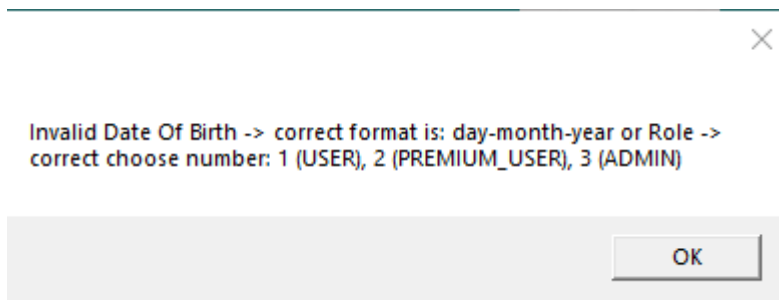 Invalid Date Of Birth -> correct format is: day-month-year or Role ->
correct choose number: 1 (USER), 2 (PREMIUM_USER), 3 (ADMIN)
OK